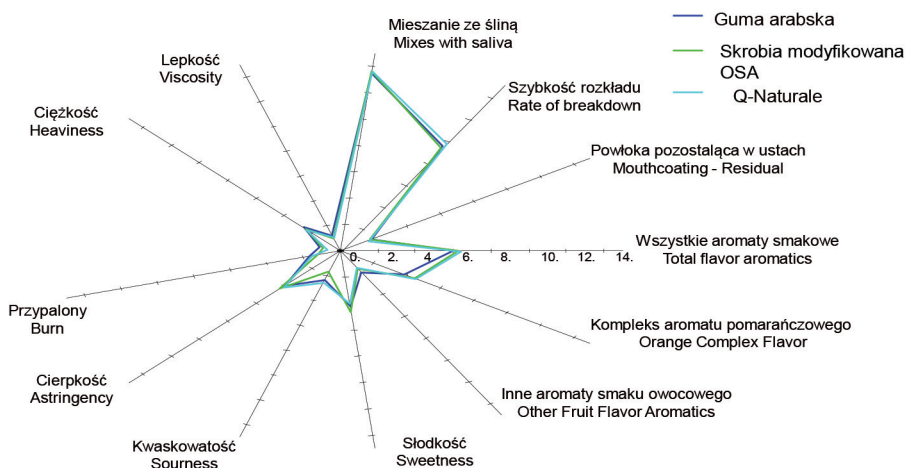 Mieszanie ze śliną
Mixes with saliva
Guma arabska
Skrobia modyfikowana
OSA
Q-Naturale
Lepkość
Viscosity
Szybkość rozkładu
Rate of breakdown
Ciężkość
Heaviness
Powłoka pozostaląca w ustach
Mouthcoating - Residual
Wszystkie aromaty smakowe
Total flavor aromatics
0. 2. 4. 6. 8. 10. 12. 14.
Przypalony
Burn
Kompleks aromatu pomarańczowego
Orange Complex Flavor
Cierpkość
Astringency
Inne aromaty smaku owocowego
Other Fruit Flavor Aromatics
Kwaskowatość
Sourness
Słodkość
Sweetness